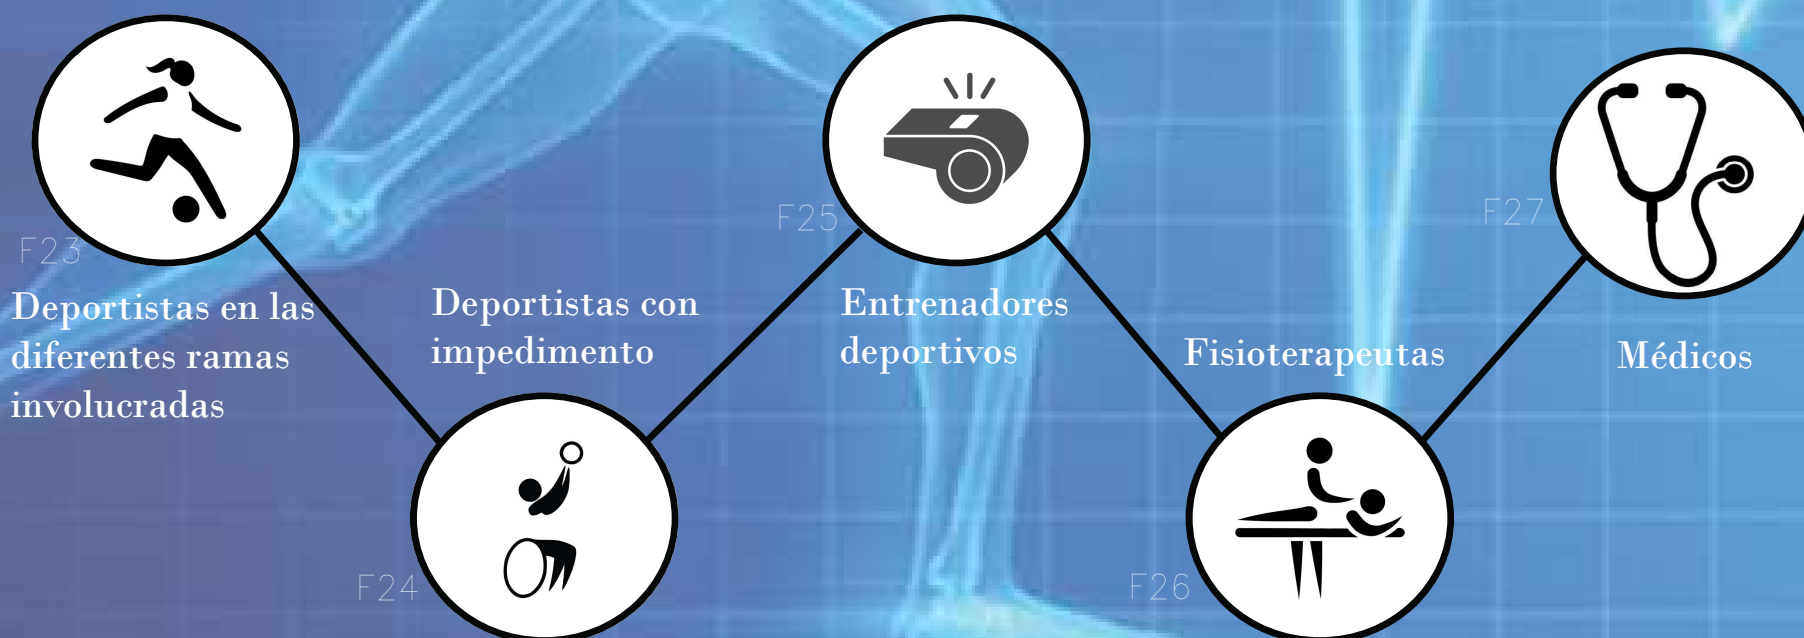 F23
Deportistas en las
diferentes ramas
involucradas
Deportistas con
impedimento
F24
F25
Entrenadores
deportivos
Fisioterapeutas
F26
F27
Médicos